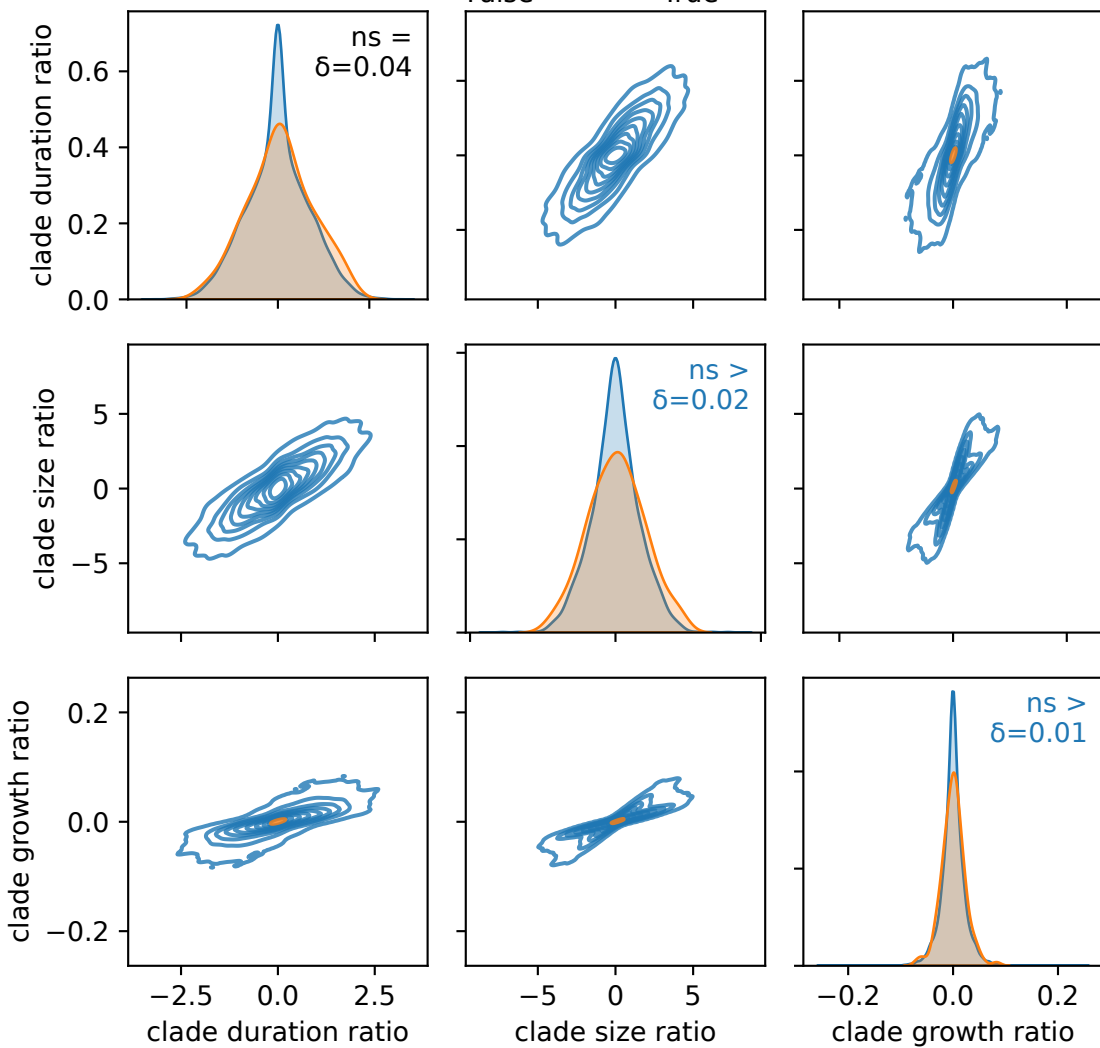 clade duration ratio
0.6
0.4
0.2
0.0
ns =
δ=0.04
clade size ratio
5
0
−5
ns >
δ=0.02
clade growth ratio
0.2
0.0
−0.2
ns >
δ=0.01
−2.5 0.0 2.5
clade duration ratio
−5 0 5
clade size ratio
−0.2 0.0 0.2
clade growth ratio